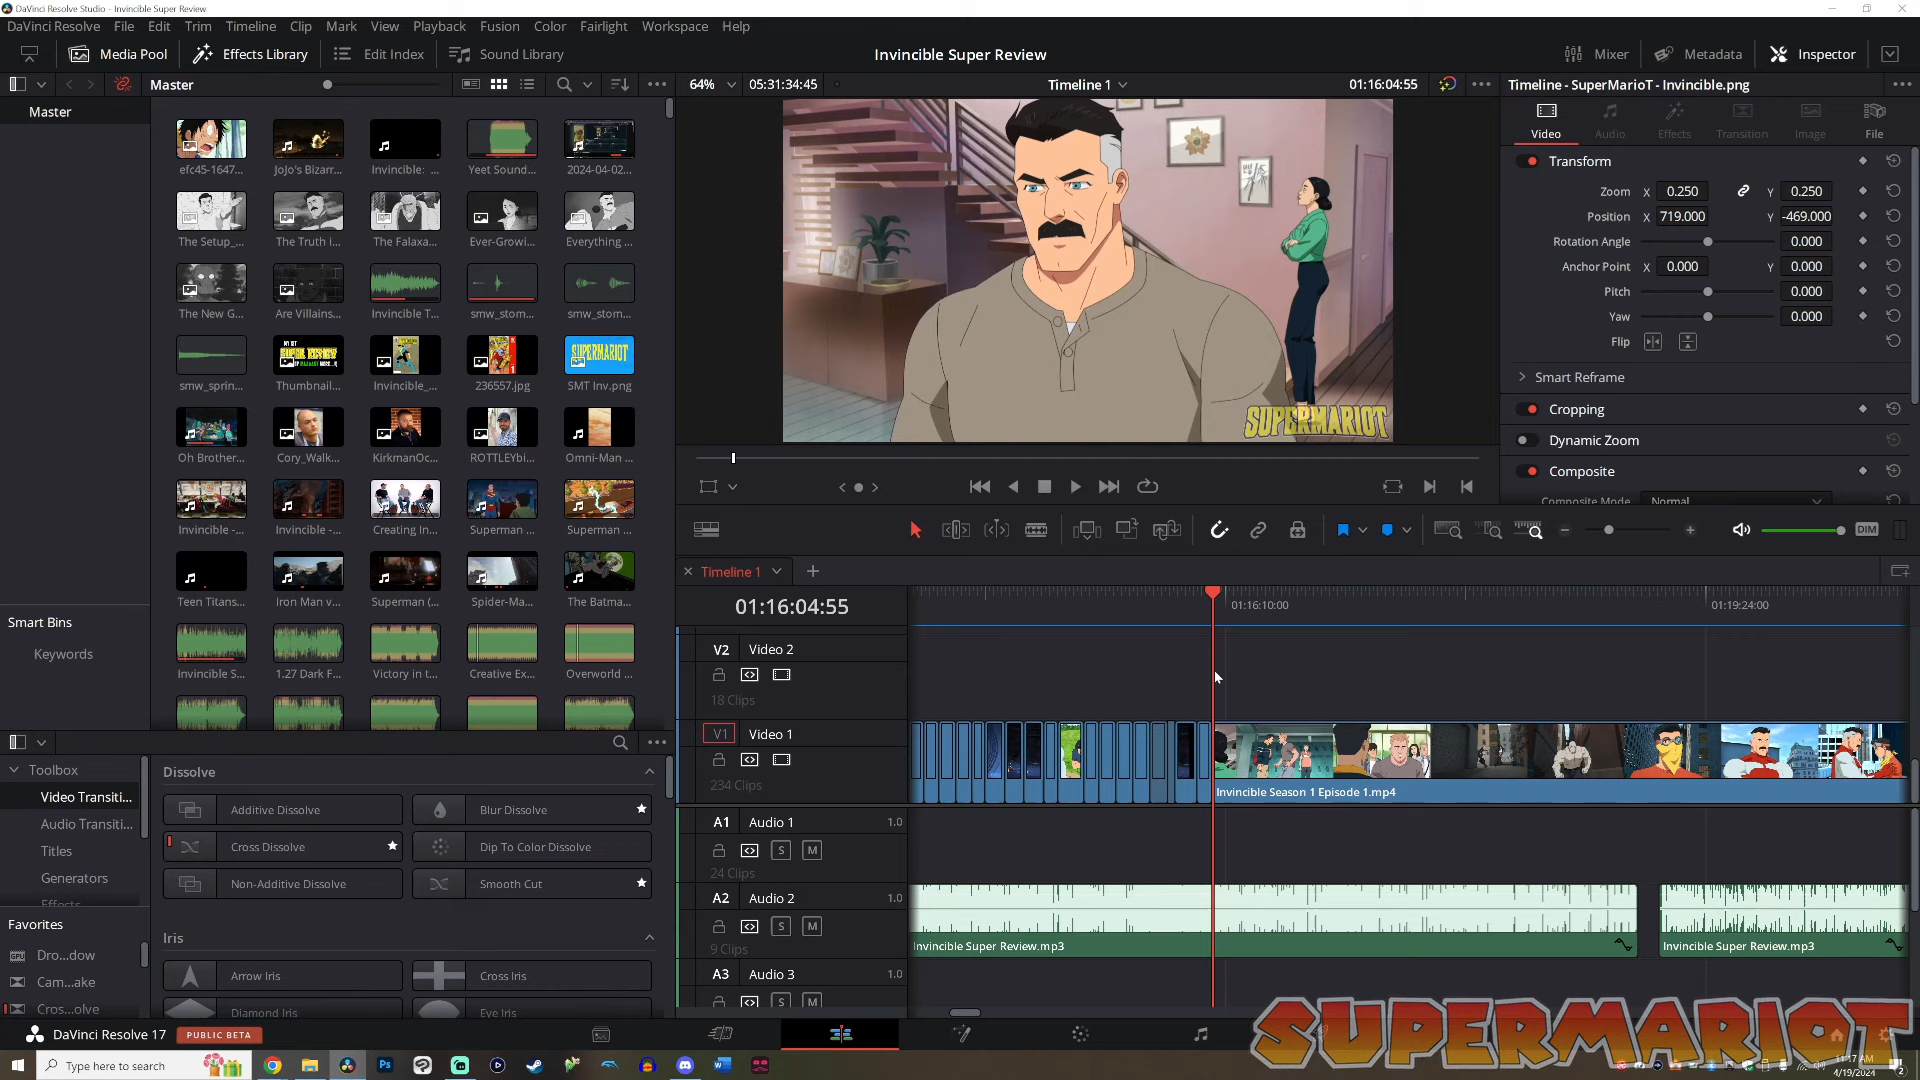 DaVinci Resolve Studio - Invincible Super Review
DaVinci Resolve File Edit Trim Timeline Clip Mark View Playback Fusion Color Fairlight Workspace Help
Media Pool Effects Library Edit Index Sound Library Invincible Super Review Mixer Metadata Inspector
Master 64% 05:31:34:45 Timeline 1 01:16:04:55 Timeline - SuperMarioT - Invincible.png
Master
Video Audio Effects Transition Image File
efc45-1647... JoJo's Bizarr... Invincible: ... Yeet Sound... 2024-04-02...
The Setup_... The Truth i... The Falaxa... Ever-Growi... Everything ...
The New G... Are Villains... Invincible T... smw_stom... smw_stom...
smw_sprin... Thumbnail... Invincible_... 236557.jpg SMT Inv.png
Oh Brother... Cory_Walk... KirkmanOc... ROTTLEYbi... Omni-Man ...
Invincible -... Invincible -... Creating In... Superman ... Superman ...
Teen Titans... Iron Man v... Superman (... Spider-Ma... The Batma...
Invincible S... 1.27 Dark F... Victory in t... Creative Ex... Overworld ...
SUPERMARIOT
SUPERMARIOT
Transform
Zoom X 0.250 Y 0.250
Position X 719.000 Y -469.000
Rotation Angle 0.000
Anchor Point X 0.000 Y 0.000
Pitch 0.000
Yaw 0.000
Flip
Smart Reframe
Cropping
Dynamic Zoom
Composite
Composite Mode Normal
DIM
Smart Bins
Keywords
Timeline 1
01:16:04:55 01:16:10:00 01:19:24:00
V2 Video 2
18 Clips
V1 Video 1
234 Clips
Invincible Season 1 Episode 1.mp4
A1 Audio 1 1.0
S M
24 Clips
A2 Audio 2 1.0
S M
9 Clips
Invincible Super Review.mp3 Invincible Super Review.mp3
A3 Audio 3 1.0
S M
Toolbox
Video Transiti...
Audio Transiti...
Titles
Generators
Effects
Favorites
Dro...dow
Cam...ake
Cros...olve
Dissolve
Additive Dissolve Blur Dissolve
Cross Dissolve Dip To Color Dissolve
Non-Additive Dissolve Smooth Cut
Iris
Arrow Iris Cross Iris
Diamond Iris Eye Iris
DaVinci Resolve 17 PUBLIC BETA
SUPERMARIOT
Type here to search
11:17 AM
4/19/2024